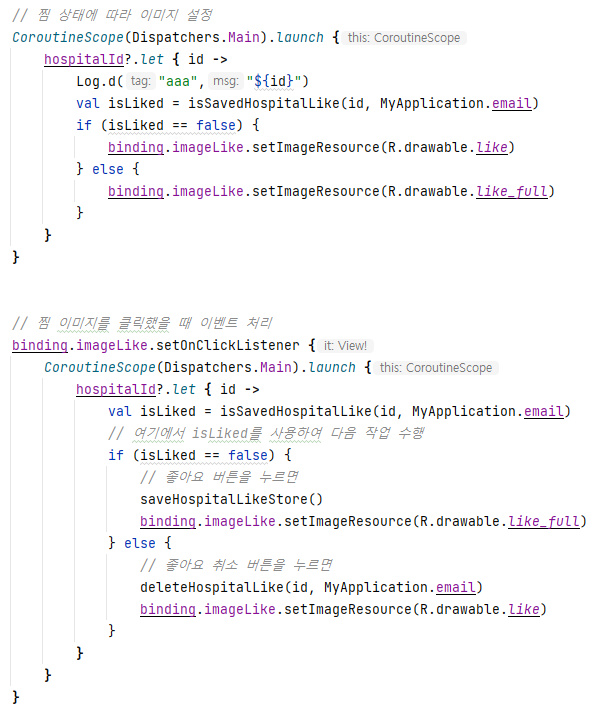 // 찜 상태에 따라 이미지 설정
CoroutineScope(Dispatchers.Main).launch { this: CoroutineScope
    hospitalId?.let { id ->
        Log.d( tag: "aaa", msg: "${id}")
        val isLiked = isSavedHospitalLike(id, MyApplication.email)
        if (isLiked == false) {
            binding.imageLike.setImageResource(R.drawable.like)
        } else {
            binding.imageLike.setImageResource(R.drawable.like_full)
        }
    }
}
// 찜 이미지를 클릭했을 때 이벤트 처리
binding.imageLike.setOnClickListener { it: View!
    CoroutineScope(Dispatchers.Main).launch { this: CoroutineScope
        hospitalId?.let { id ->
            val isLiked = isSavedHospitalLike(id, MyApplication.email)
            // 여기에서 isLiked를 사용하여 다음 작업 수행
            if (isLiked == false) {
                // 좋아요 버튼을 누르면
                saveHospitalLikeStore()
                binding.imageLike.setImageResource(R.drawable.like_full)
            } else {
                // 좋아요 취소 버튼을 누르면
                deleteHospitalLike(id, MyApplication.email)
                binding.imageLike.setImageResource(R.drawable.like)
            }
        }
    }
}